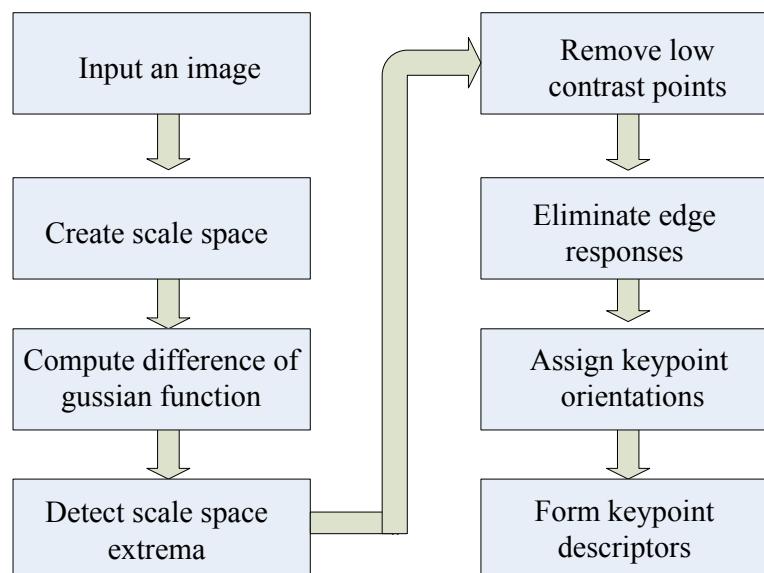 Input an image
Create scale space
Compute difference of
gussian function
Detect scale space
extrema
Remove low
contrast points
Eliminate edge
responses
Assign keypoint
orientations
Form keypoint
descriptors